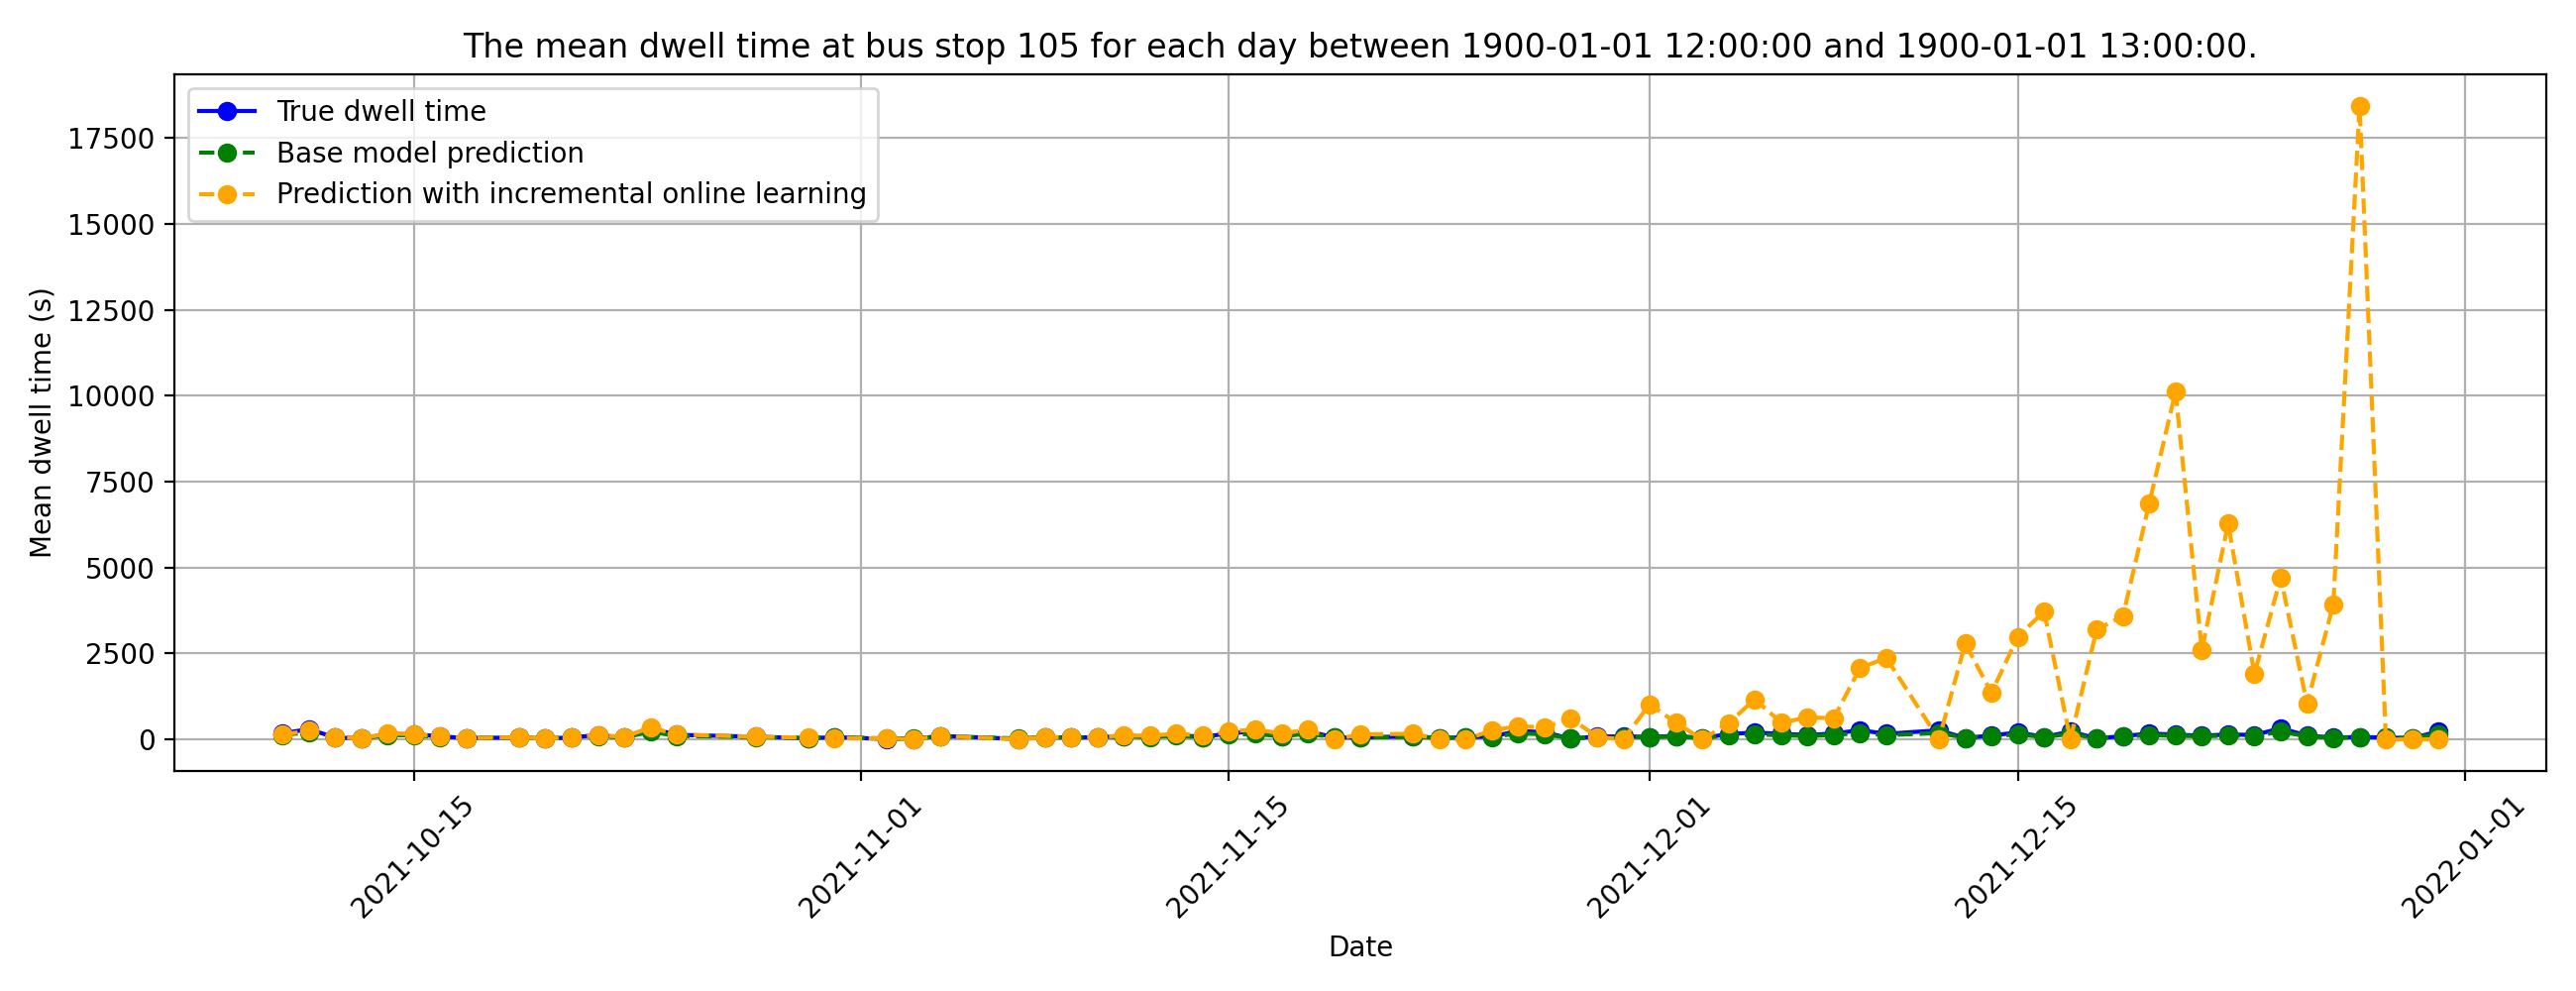 The mean dwell time at bus stop 105 for each day between 1900-01-01 12:00:00 and 1900-01-01 13:00:00.
True dwell time
Base model prediction
Prediction with incremental online learning
Mean dwell time (s)
17500
15000
12500
10000
7500
5000
2500
0
2021-10-15
2021-11-01
2021-11-15
2021-12-01
2021-12-15
2022-01-01
Date